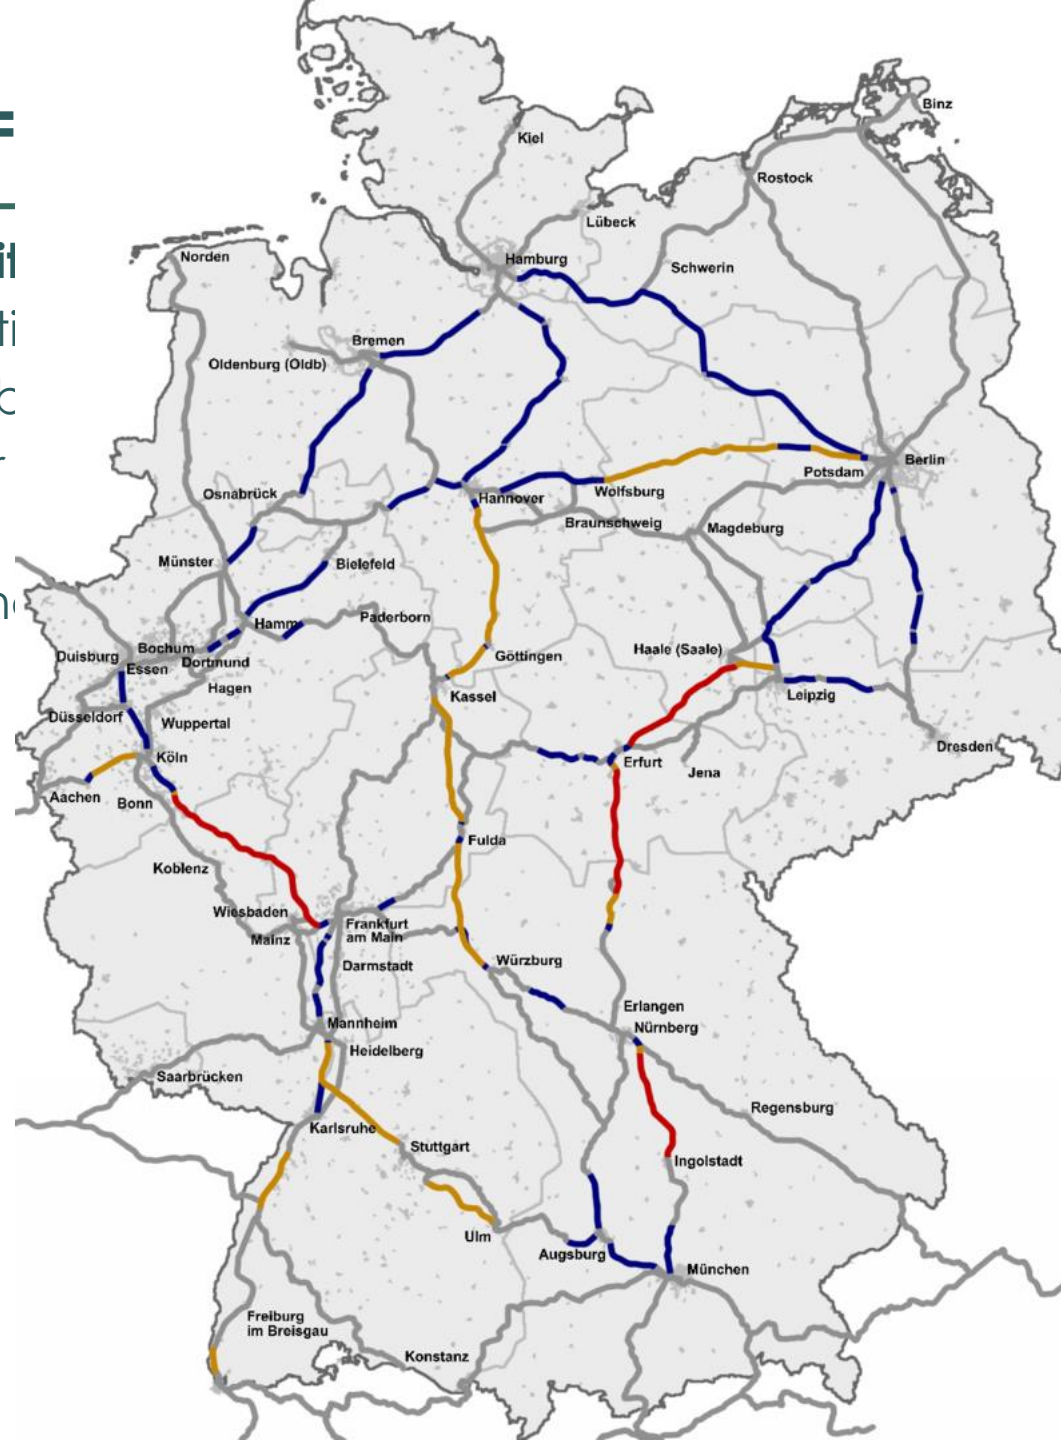 Binz
Kiel
Rostock
Lübeck
Norden
Hamburg
Schwerin
Bremen
Oldenburg (Oldb)
Berlin
Potsdam
Osnabrück
Hannover
Wolfsburg
Braunschweig
Magdeburg
Münster
Bielefeld
Hamm
Paderborn
Bochum
Duisburg
Dortmund
Essen
Göttingen
Haale (Saale)
Hagen
Kassel
Leipzig
Düsseldorf
Wuppertal
Dresden
Köln
Erfurt
Jena
Aachen
Bonn
Fulda
Koblenz
Wiesbaden
Frankfurt
am Main
Mainz
Würzburg
Darmstadt
Erlangen
Mannheim
Nürnberg
Heidelberg
Saarbrücken
Regensburg
Karlsruhe
Stuttgart
Ingolstadt
Ulm
Augsburg
München
Freiburg
im Breisgau
Konstanz